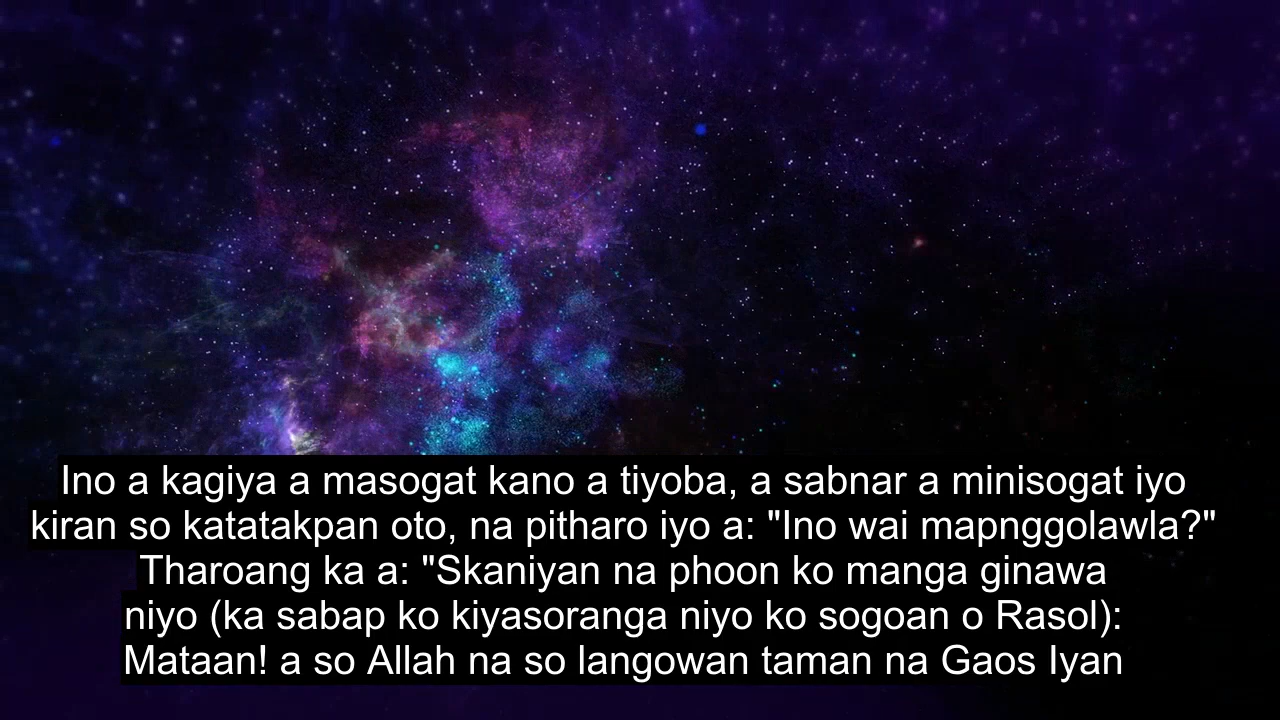 Ino a kagiya a masogat kano a tiyoba, a sabnar a minisogat iyo
kiran so katatakpan oto, na pitharo iyo a: "Ino wai mapnggolawla?"
Tharoang ka a: "Skaniyan na phoon ko manga ginawa
niyo (ka sabap ko kiyasoranga niyo ko sogoan o Rasol):
Mataan! a so Allah na so langowan taman na Gaos Iyan